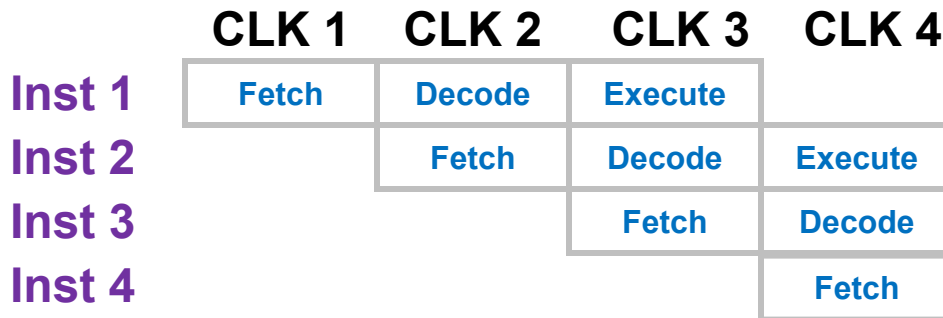 CLK 1 CLK 2 CLK 3 CLK 4
Inst 1 Fetch Decode Execute
Inst 2 Fetch Decode Execute
Inst 3 Fetch Decode
Inst 4 Fetch